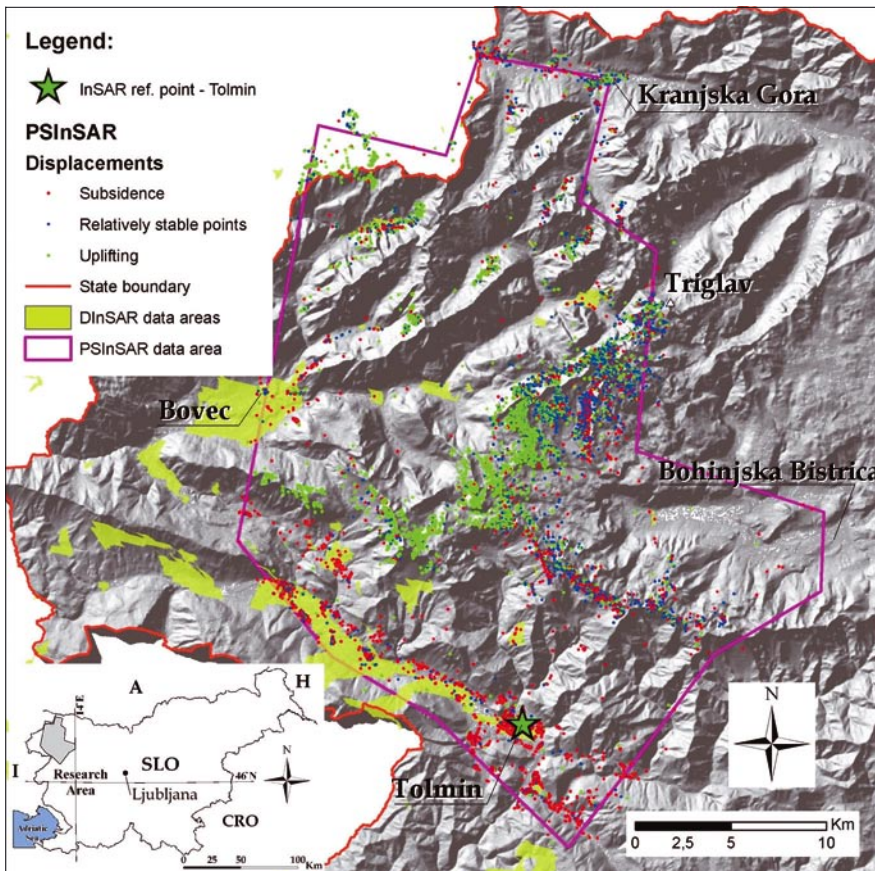 Legend:
InSAR ref. point - Tolmin
PSInSAR
Displacements
Subsidence
Relatively stable points
Uplifting
State boundary
DInSAR data areas
PSInSAR data area
Kranjska Gora
Triglav
Bovec
Bohinjska Bistrica
Tolmin
N
Km
0 2,5 5 10
A
H
14°E
N
SLO
I
Research
Area
46°N
Ljubljana
CRO
Adriatic
0 25 50 100
Km